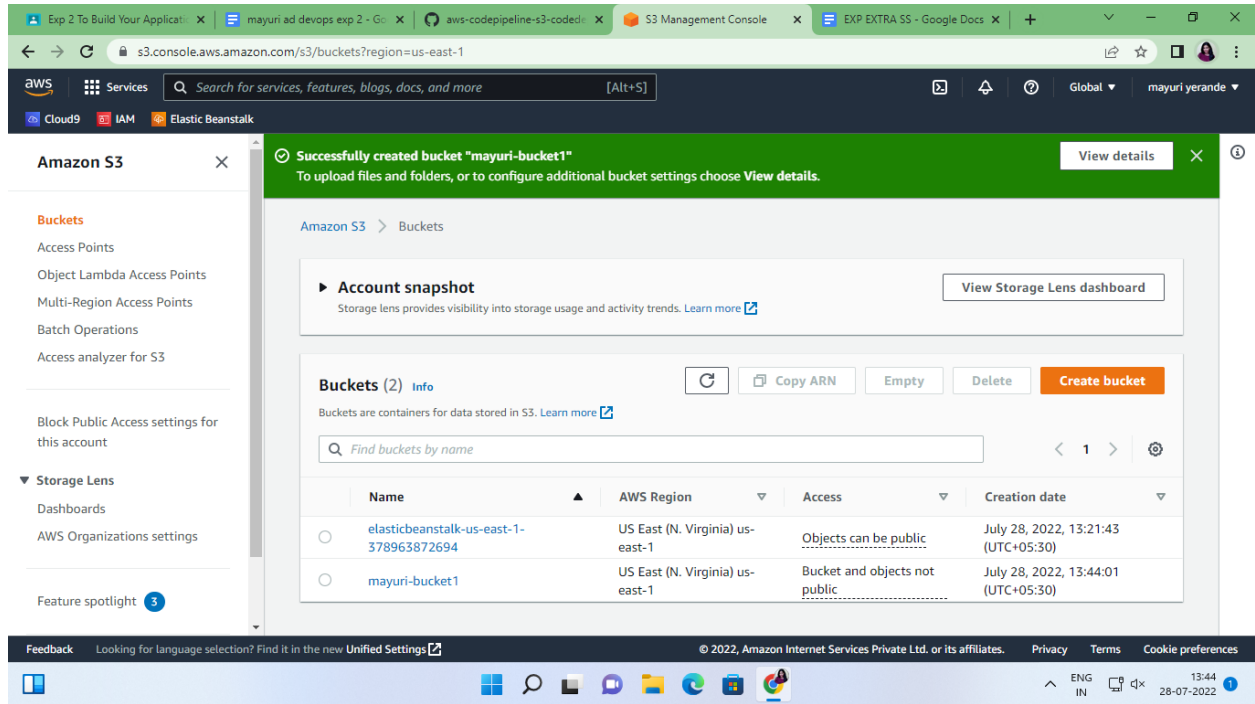 Exp 2 To Build Your Applicatio
mayuri ad devops exp 2 - Go
aws-codepipeline-s3-codede
S3 Management Console
EXP EXTRA SS - Google Docs
s3.console.aws.amazon.com/s3/buckets?region=us-east-1
aws
Services
Search for services, features, blogs, docs, and more
[Alt+S]
Global
mayuri yerande
Cloud9
IAM
Elastic Beanstalk
Amazon S3
Buckets
Access Points
Object Lambda Access Points
Multi-Region Access Points
Batch Operations
Access analyzer for S3
Block Public Access settings for
this account
Storage Lens
Dashboards
AWS Organizations settings
Feature spotlight 3
Successfully created bucket "mayuri-bucket1"
To upload files and folders, or to configure additional bucket settings choose View details.
View details
Amazon S3 > Buckets
Account snapshot
Storage lens provides visibility into storage usage and activity trends. Learn more
View Storage Lens dashboard
Buckets (2) Info
Buckets are containers for data stored in S3. Learn more
Copy ARN
Empty
Delete
Create bucket
Find buckets by name
1
Name
AWS Region
Access
Creation date
elasticbeanstalk-us-east-1-
378963872694
US East (N. Virginia) us-
east-1
Objects can be public
July 28, 2022, 13:21:43
(UTC+05:30)
mayuri-bucket1
US East (N. Virginia) us-
east-1
Bucket and objects not
public
July 28, 2022, 13:44:01
(UTC+05:30)
Feedback
Looking for language selection? Find it in the new Unified Settings
© 2022, Amazon Internet Services Private Ltd. or its affiliates.
Privacy
Terms
Cookie preferences
ENG
IN
13:44
28-07-2022
1